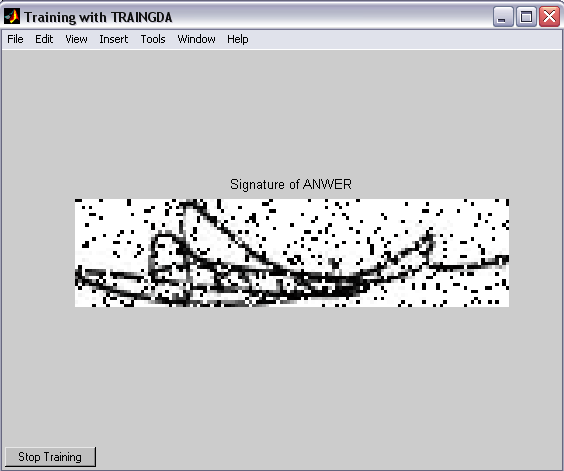 Training with TRAINGDA
File Edit View Insert Tools Window Help
Signature of ANWER
Stop Training